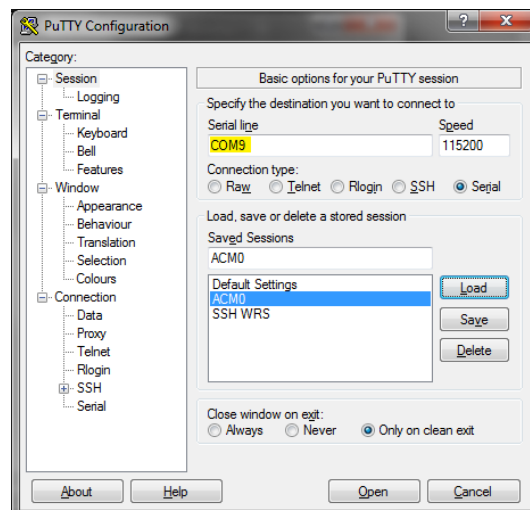 PuTTY Configuration
Category:
Session
Logging
Terminal
Keyboard
Bell
Features
Window
Appearance
Behaviour
Translation
Selection
Colours
Connection
Data
Proxy
Telnet
Rlogin
SSH
Serial
Basic options for your PuTTY session
Specify the destination you want to connect to
Serial line Speed
COM9 115200
Connection type:
Raw Telnet Rlogin SSH Serial
Load, save or delete a stored session
Saved Sessions
ACM0
Default Settings
ACM0
SSH WRS
Load
Save
Delete
Close window on exit:
Always Never Only on clean exit
About Help Open Cancel